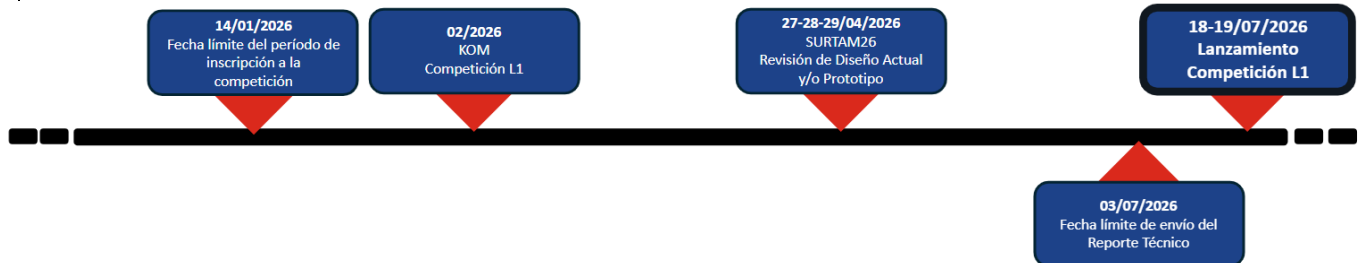 14/01/2026
Fecha límite del período de
inscripción a la
competición
02/2026
KOM
Competición L1
27-28-29/04/2026
SURTAM26
Revisión de Diseño Actual
y/o Prototipo
18-19/07/2026
Lanzamiento
Competición L1
03/07/2026
Fecha límite de envío del
Reporte Técnico